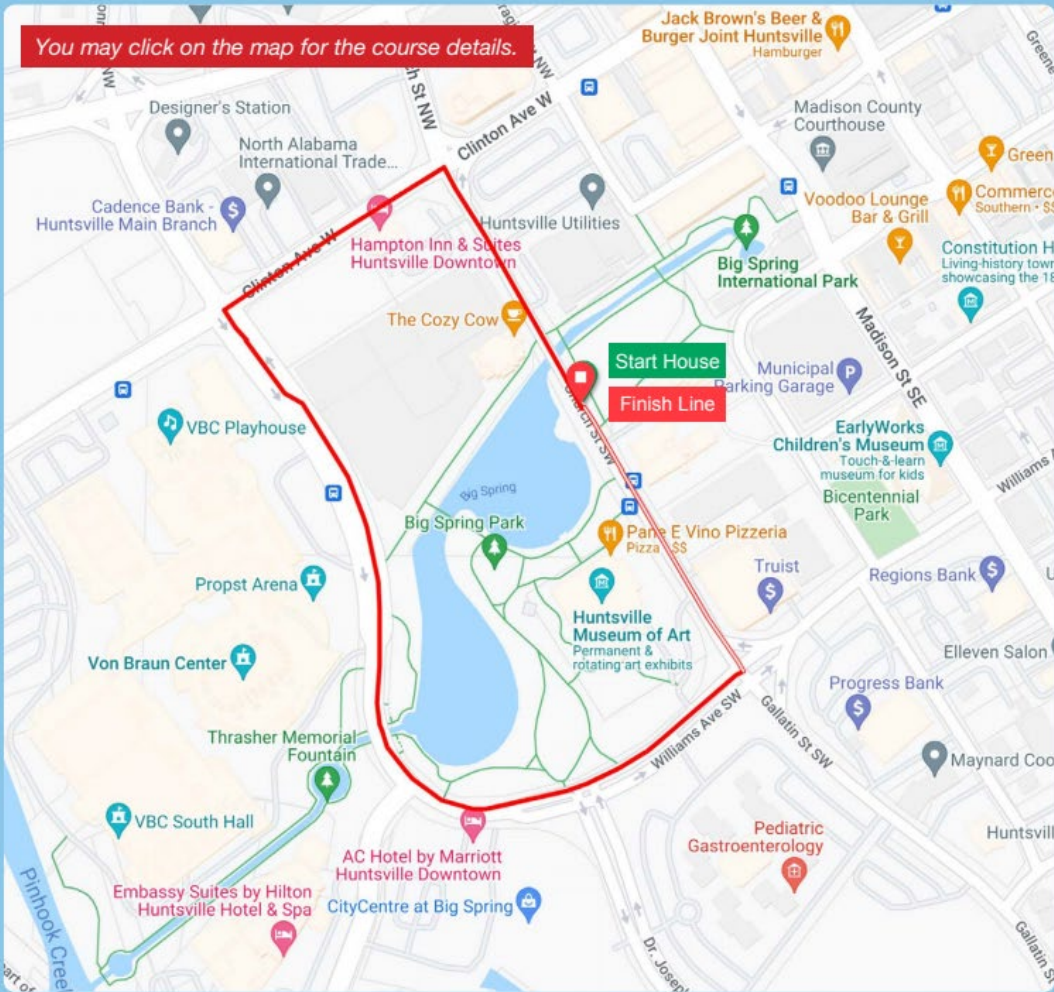 You may click on the map for the course details.
Jack Brown's Beer &
Burger Joint Huntsville
Hamburger
Clinton Ave W
Designer's Station
North Alabama
International Trade...
Madison County
Courthouse
Green
Commerce
Southern • $$
Cadence Bank -
Huntsville Main Branch
Huntsville Utilities
Voodoo Lounge
Bar & Grill
Hampton Inn & Suites
Huntsville Downtown
Constitution H
Living-history town
showcasing the 18
Clinton Ave W
Big Spring
International Park
The Cozy Cow
Madison St SE
Start House
Finish Line
Municipal
Parking Garage
P
Church St SW
VBC Playhouse
EarlyWorks
Children's Museum
Touch-&-learn
museum for kids
Williams A
Bicentennial
Park
Big Spring
Big Spring Park
Pane E Vino Pizzeria
Pizza • $$
Truist
Regions Bank
Propst Arena
Huntsville
Museum of Art
Permanent &
rotating art exhibits
Von Braun Center
Elleven Salon
Progress Bank
Williams Ave SW
Gallatin St SW
Thrasher Memorial
Fountain
Maynard Coo
VBC South Hall
Pediatric
Gastroenterology
Huntsvill
AC Hotel by Marriott
Huntsville Downtown
Embassy Suites by Hilton
Huntsville Hotel & Spa
CityCentre at Big Spring
Pinhook Creek
Dr. Joseph
Gallatin St
art of